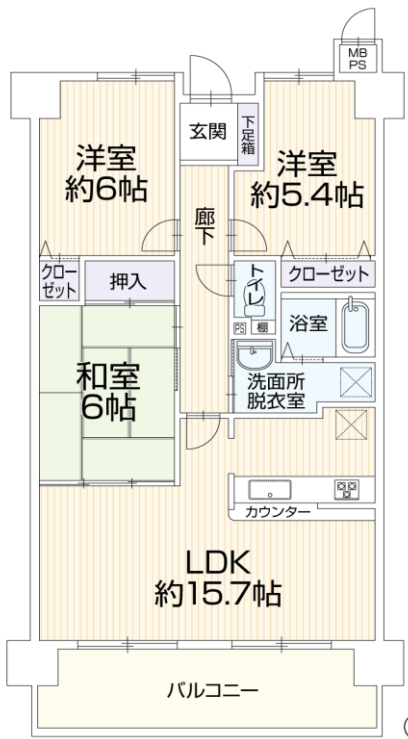 MB
PS
玄関
下足箱
洋室
約6帖
洋室
約5.4帖
廊下
クロー
ゼット
押入
トイレ
クローゼット
PS
棚
浴室
和室
6帖
洗面所
脱衣室
カウンター
LDK
約15.7帖
バルコニー